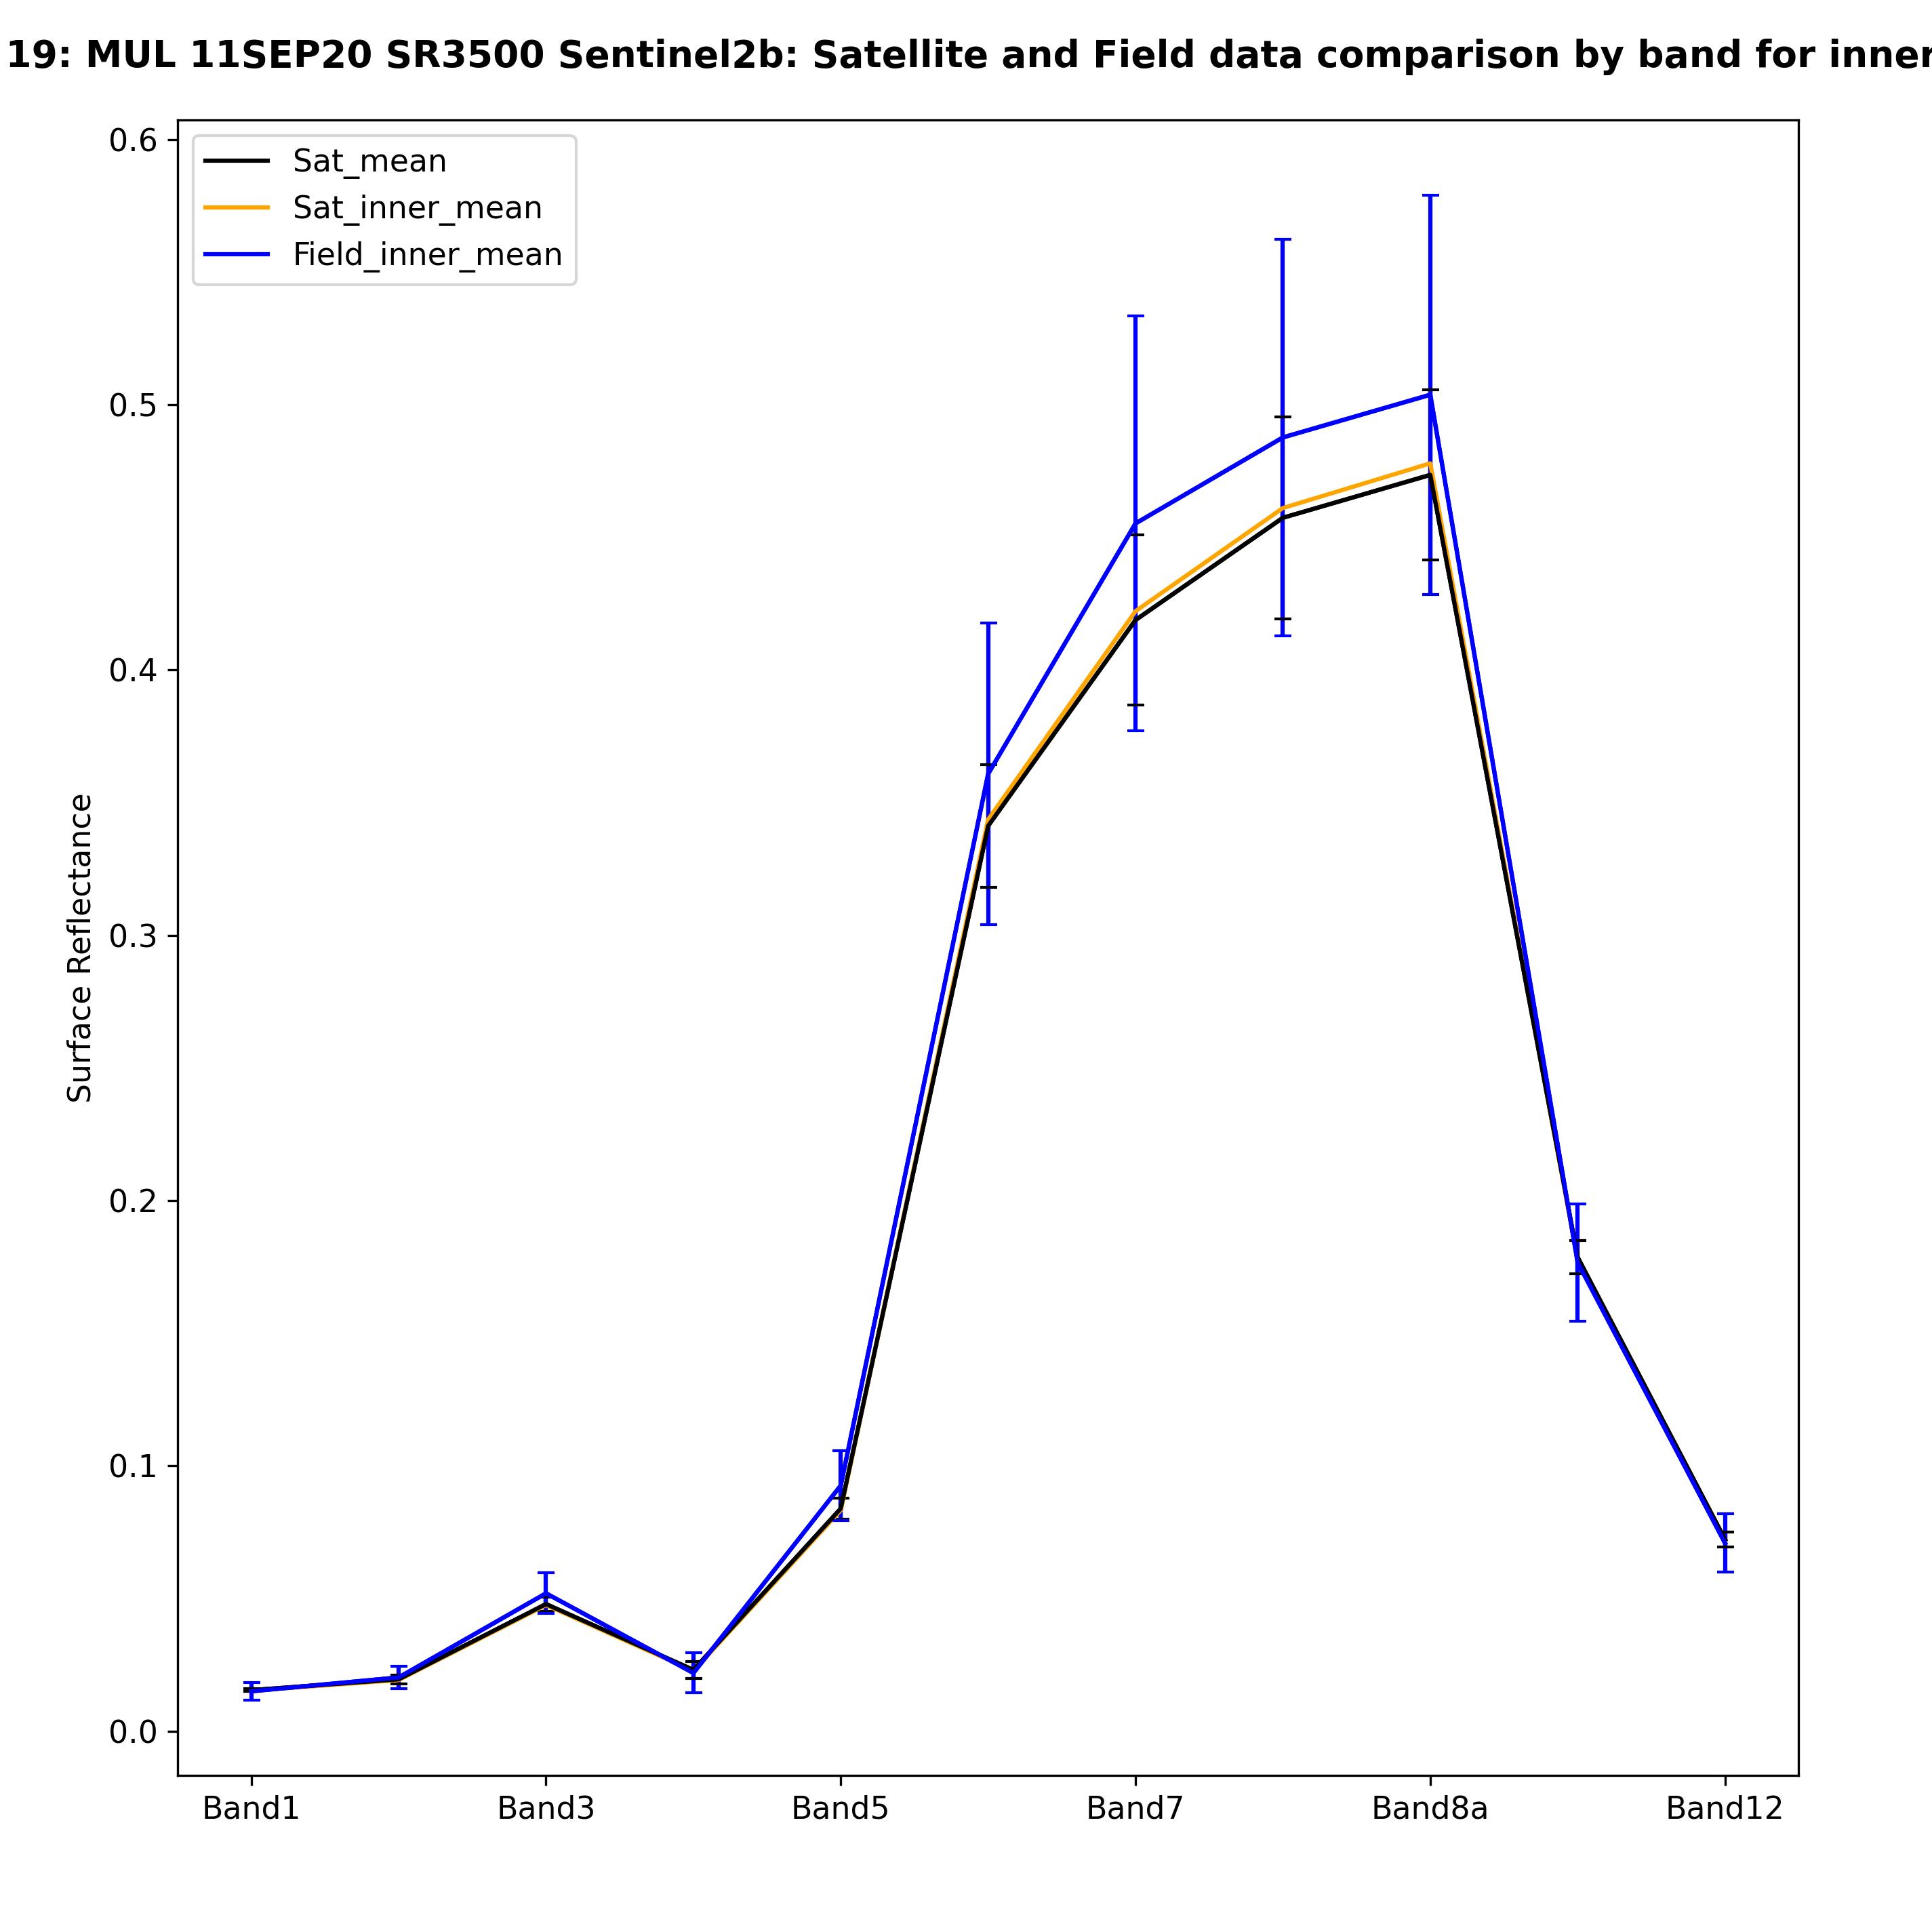 19: MUL 11SEP20 SR3500 Sentinel2b: Satellite and Field data comparison by band for inner
Sat_mean
Sat_inner_mean
Field_inner_mean
0.6
0.5
0.4
0.3
0.2
0.1
0.0
Surface Reflectance
Band1 Band3 Band5 Band7 Band8a Band12